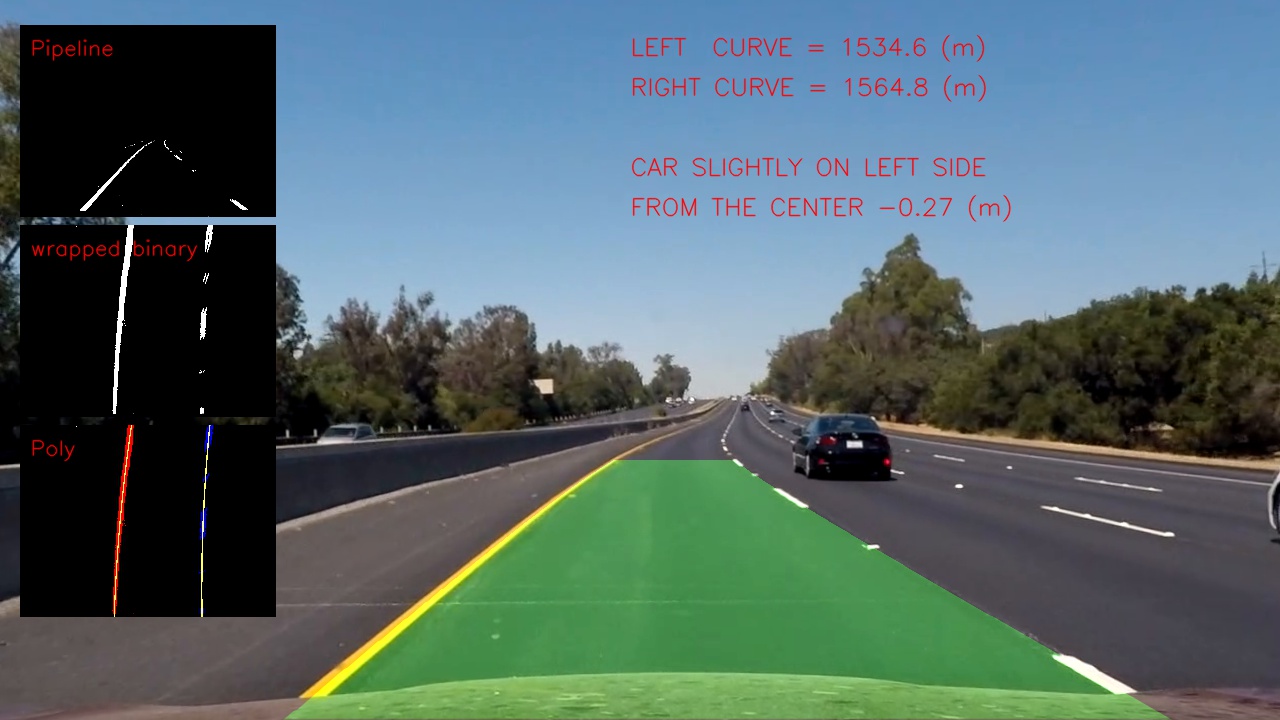 Pipeline
wrapped binary
Poly
LEFT CURVE = 1534.6 (m)
RIGHT CURVE = 1564.8 (m)
CAR SLIGHTLY ON LEFT SIDE
FROM THE CENTER -0.27 (m)